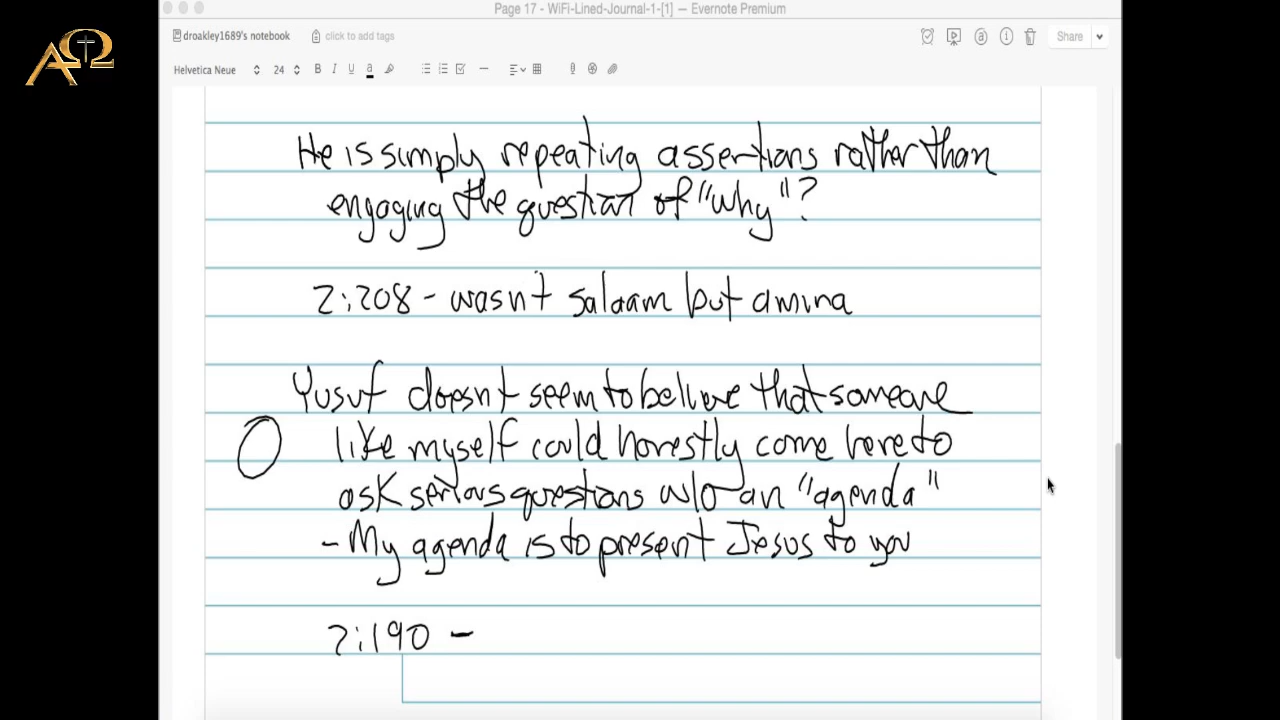 Page 17 - WiFi-Lined-Journal-1-[1] — Evernote Premium
ΑΩ
droakley1689's notebook
click to add tags
Share
Helvetica Neue
24
B I U a
He is simply repeating assertions rather than
engaging the question of "why"?
2:208 - wasn't salaam but amina
Yusuf doesn't seem to believe that someone
like myself could honestly come here to
ask serious questions w/o an "agenda"
- My agenda is to present Jesus to you
2:190 -